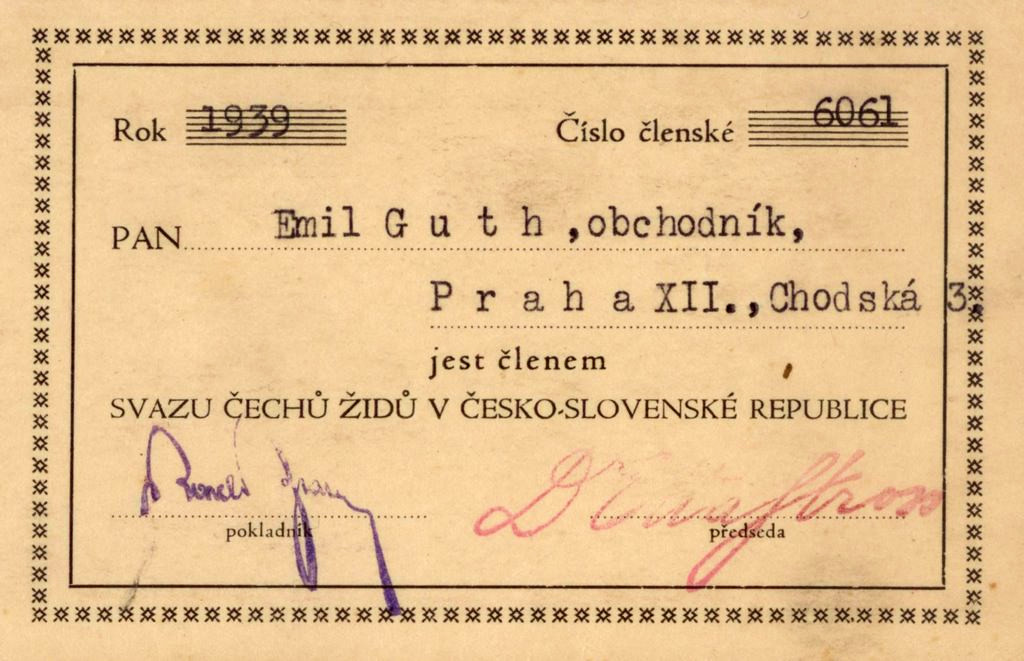 Rok 1939 Číslo členské 6061
PAN Emil G u t h ,obchodník,
P r a h a XII.,Chodská 3,
jest členem
SVAZU ČECHŮ ŽIDŮ V ČESKO-SLOVENSKÉ REPUBLICE
pokladník předseda